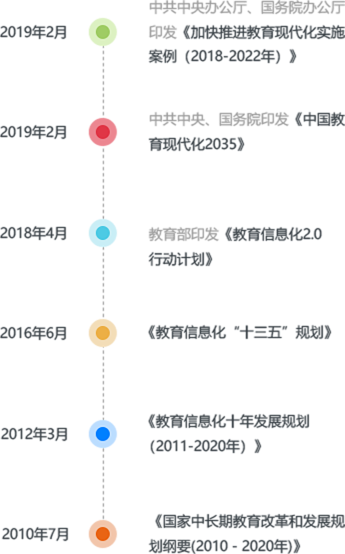 中共中央办公厅、国务院办公厅
2019年2月
印发《加快推进教育现代化实施
案例（2018-2022年）》
中共中央、国务院印发《中国教
2019年2月
育现代化2035》
2018年4月
教育部印发《教育信息化2.0
行动计划》
2016年6月
《教育信息化“十三五”规划》
《教育信息化十年发展规划
2012年3月
（2011-2020年）》
《国家中长期教育改革和发展规
2010年7月
划纲要(2010 - 2020年)》